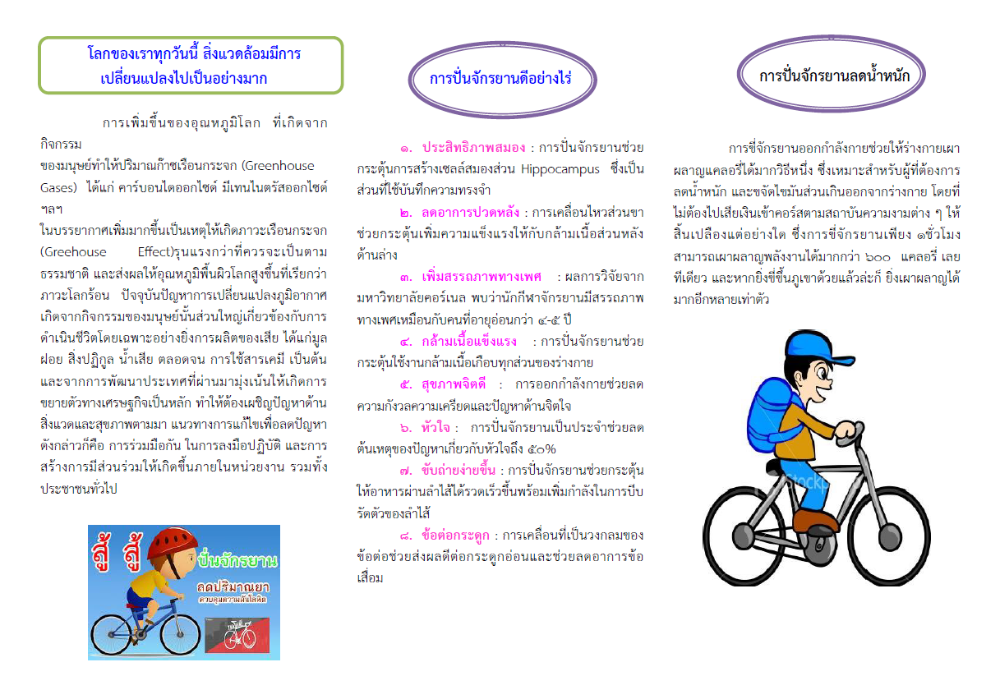 โลกของเราทุกวันนี้ สิ่งแวดล้อมมีการ
เปลี่ยนแปลงไปเป็นอย่างมาก
การเพิ่มขึ้นของอุณหภูมิโลก ที่เกิดจาก
กิจกรรม
ของมนุษย์ทำให้ปริมาณก๊าซเรือนกระจก (Greenhouse
Gases) ได้แก่ คาร์บอนไดออกไซด์ มีเทนไนตรัสออกไซด์
ฯลฯ
ในบรรยากาศเพิ่มมากขึ้นเป็นเหตุให้เกิดภาวะเรือนกระจก
(Greehouse Effect)รุนแรงกว่าที่ควรจะเป็นตาม
ธรรมชาติ และส่งผลให้อุณหภูมิพื้นผิวโลกสูงขึ้นที่เรียกว่า
ภาวะโลกร้อน ปัจจุบันปัญหาการเปลี่ยนแปลงภูมิอากาศ
เกิดจากกิจกรรมของมนุษย์นั้นส่วนใหญ่เกี่ยวข้องกับการ
ดำเนินชีวิตโดยเฉพาะอย่างยิ่งการผลิตของเสีย ได้แก่มูล
ฝอย สิ่งปฏิกูล น้ำเสีย ตลอดจน การใช้สารเคมี เป็นต้น
และจากการพัฒนาประเทศที่ผ่านมามุ่งเน้นให้เกิดการ
ขยายตัวทางเศรษฐกิจเป็นหลัก ทำให้ต้องเผชิญปัญหาด้าน
สิ่งแวดและสุขภาพตามมา แนวทางการแก้ไขเพื่อลดปัญหา
ดังกล่าวก็คือ การร่วมมือกัน ในการลงมือปฏิบัติ และการ
สร้างการมีส่วนร่วมให้เกิดขึ้นภายในหน่วยงาน รวมทั้ง
ประชาชนทั่วไป
สู้ สู้
ปั่นจักรยาน
ลดปริมาณยา
ควบคุมความดันโลหิต
การปั่นจักรยานดีอย่างไร่
๑. ประสิทธิภาพสมอง : การปั่นจักรยานช่วย
กระตุ้นการสร้างเซลล์สมองส่วน Hippocampus ซึ่งเป็น
ส่วนที่ใช้บันทึกความทรงจำ
๒. ลดอาการปวดหลัง : การเคลื่อนไหวส่วนขา
ช่วยกระตุ้นเพิ่มความแข็งแรงให้กับกล้ามเนื้อส่วนหลัง
ด้านล่าง
๓. เพิ่มสรรถภาพทางเพศ : ผลการวิจัยจาก
มหาวิทยาลัยคอร์เนล พบว่านักกีฬาจักรยานมีสรรถภาพ
ทางเพศเหมือนกับคนที่อายุอ่อนกว่า ๔-๕ ปี
๔. กล้ามเนื้อแข็งแรง : การปั่นจักรยานช่วย
กระตุ้นใช้งานกล้ามเนื้อเกือบทุกส่วนของร่างกาย
๕. สุขภาพจิตดี : การออกกำลังกายช่วยลด
ความกังวลความเครียดและปัญหาด้านจิตใจ
๖. หัวใจ : การปั่นจักรยานเป็นประจำช่วยลด
ต้นเหตุของปัญหาเกี่ยวกับหัวใจถึง ๕๐%
๗. ขับถ่ายง่ายขึ้น : การปั่นจักรยานช่วยกระตุ้น
ให้อาหารผ่านลำไส้ได้รวดเร็วขึ้นพร้อมเพิ่มกำลังในการบีบ
รัดตัวของลำไส้
๘. ข้อต่อกระดูก : การเคลื่อนที่เป็นวงกลมของ
ข้อต่อช่วยส่งผลดีต่อกระดูกอ่อนและช่วยลดอาการข้อ
เสื่อม
การปั่นจักรยานลดน้ำหนัก
การขี่จักรยานออกกำลังกายช่วยให้ร่างกายเผา
ผลาญแคลอรี่ได้มากวิธีหนึ่ง ซึ่งเหมาะสำหรับผู้ที่ต้องการ
ลดน้ำหนัก และขจัดไขมันส่วนเกินออกจากร่างกาย โดยที่
ไม่ต้องไปเสียเงินเข้าคอร์สตามสถาบันความงามต่าง ๆ ให้
สิ้นเปลืองแต่อย่างใด ซึ่งการขี่จักรยานเพียง ๑ชั่วโมง
สามารถเผาผลาญพลังงานได้มากกว่า ๖๐๐ แคลอรี่ เลย
ทีเดียว และหากยิ่งขี่ขึ้นภูเขาด้วยแล้วล่ะก็ ยิ่งเผาผลาญได้
มากอีกหลายเท่าตัว